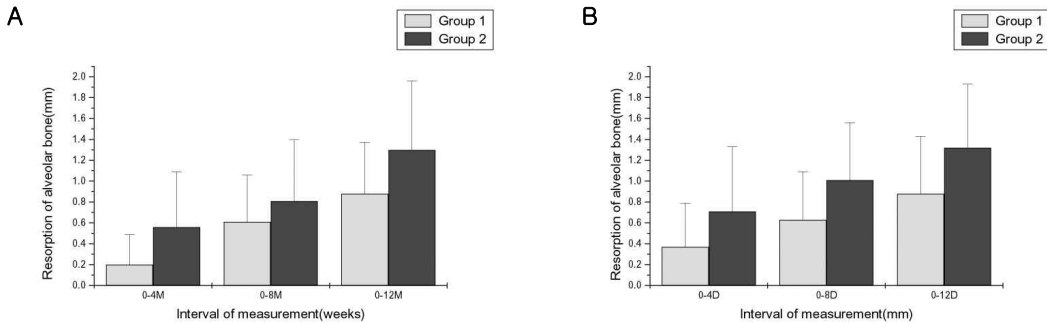 A
Group 1
Group 2
Resorption of alveolar bone(mm)
2.0
1.8
1.6
1.4
1.2
1.0
0.8
0.6
0.4
0.2
0.0
0-4M
0-8M
0-12M
Interval of measurement(weeks)
B
Group 1
Group 2
Resorption of alveolar bone(mm)
2.0
1.8
1.6
1.4
1.2
1.0
0.8
0.6
0.4
0.2
0.0
0-4D
0-8D
0-12D
Interval of measurement(mm)